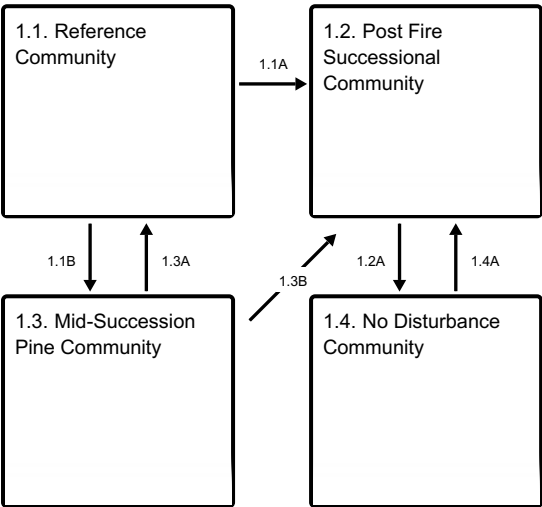 1.1. Reference
Community
1.1A
1.2. Post Fire
Successional
Community
1.1B
1.3A
1.3B
1.2A
1.4A
1.3. Mid-Succession
Pine Community
1.4. No Disturbance
Community